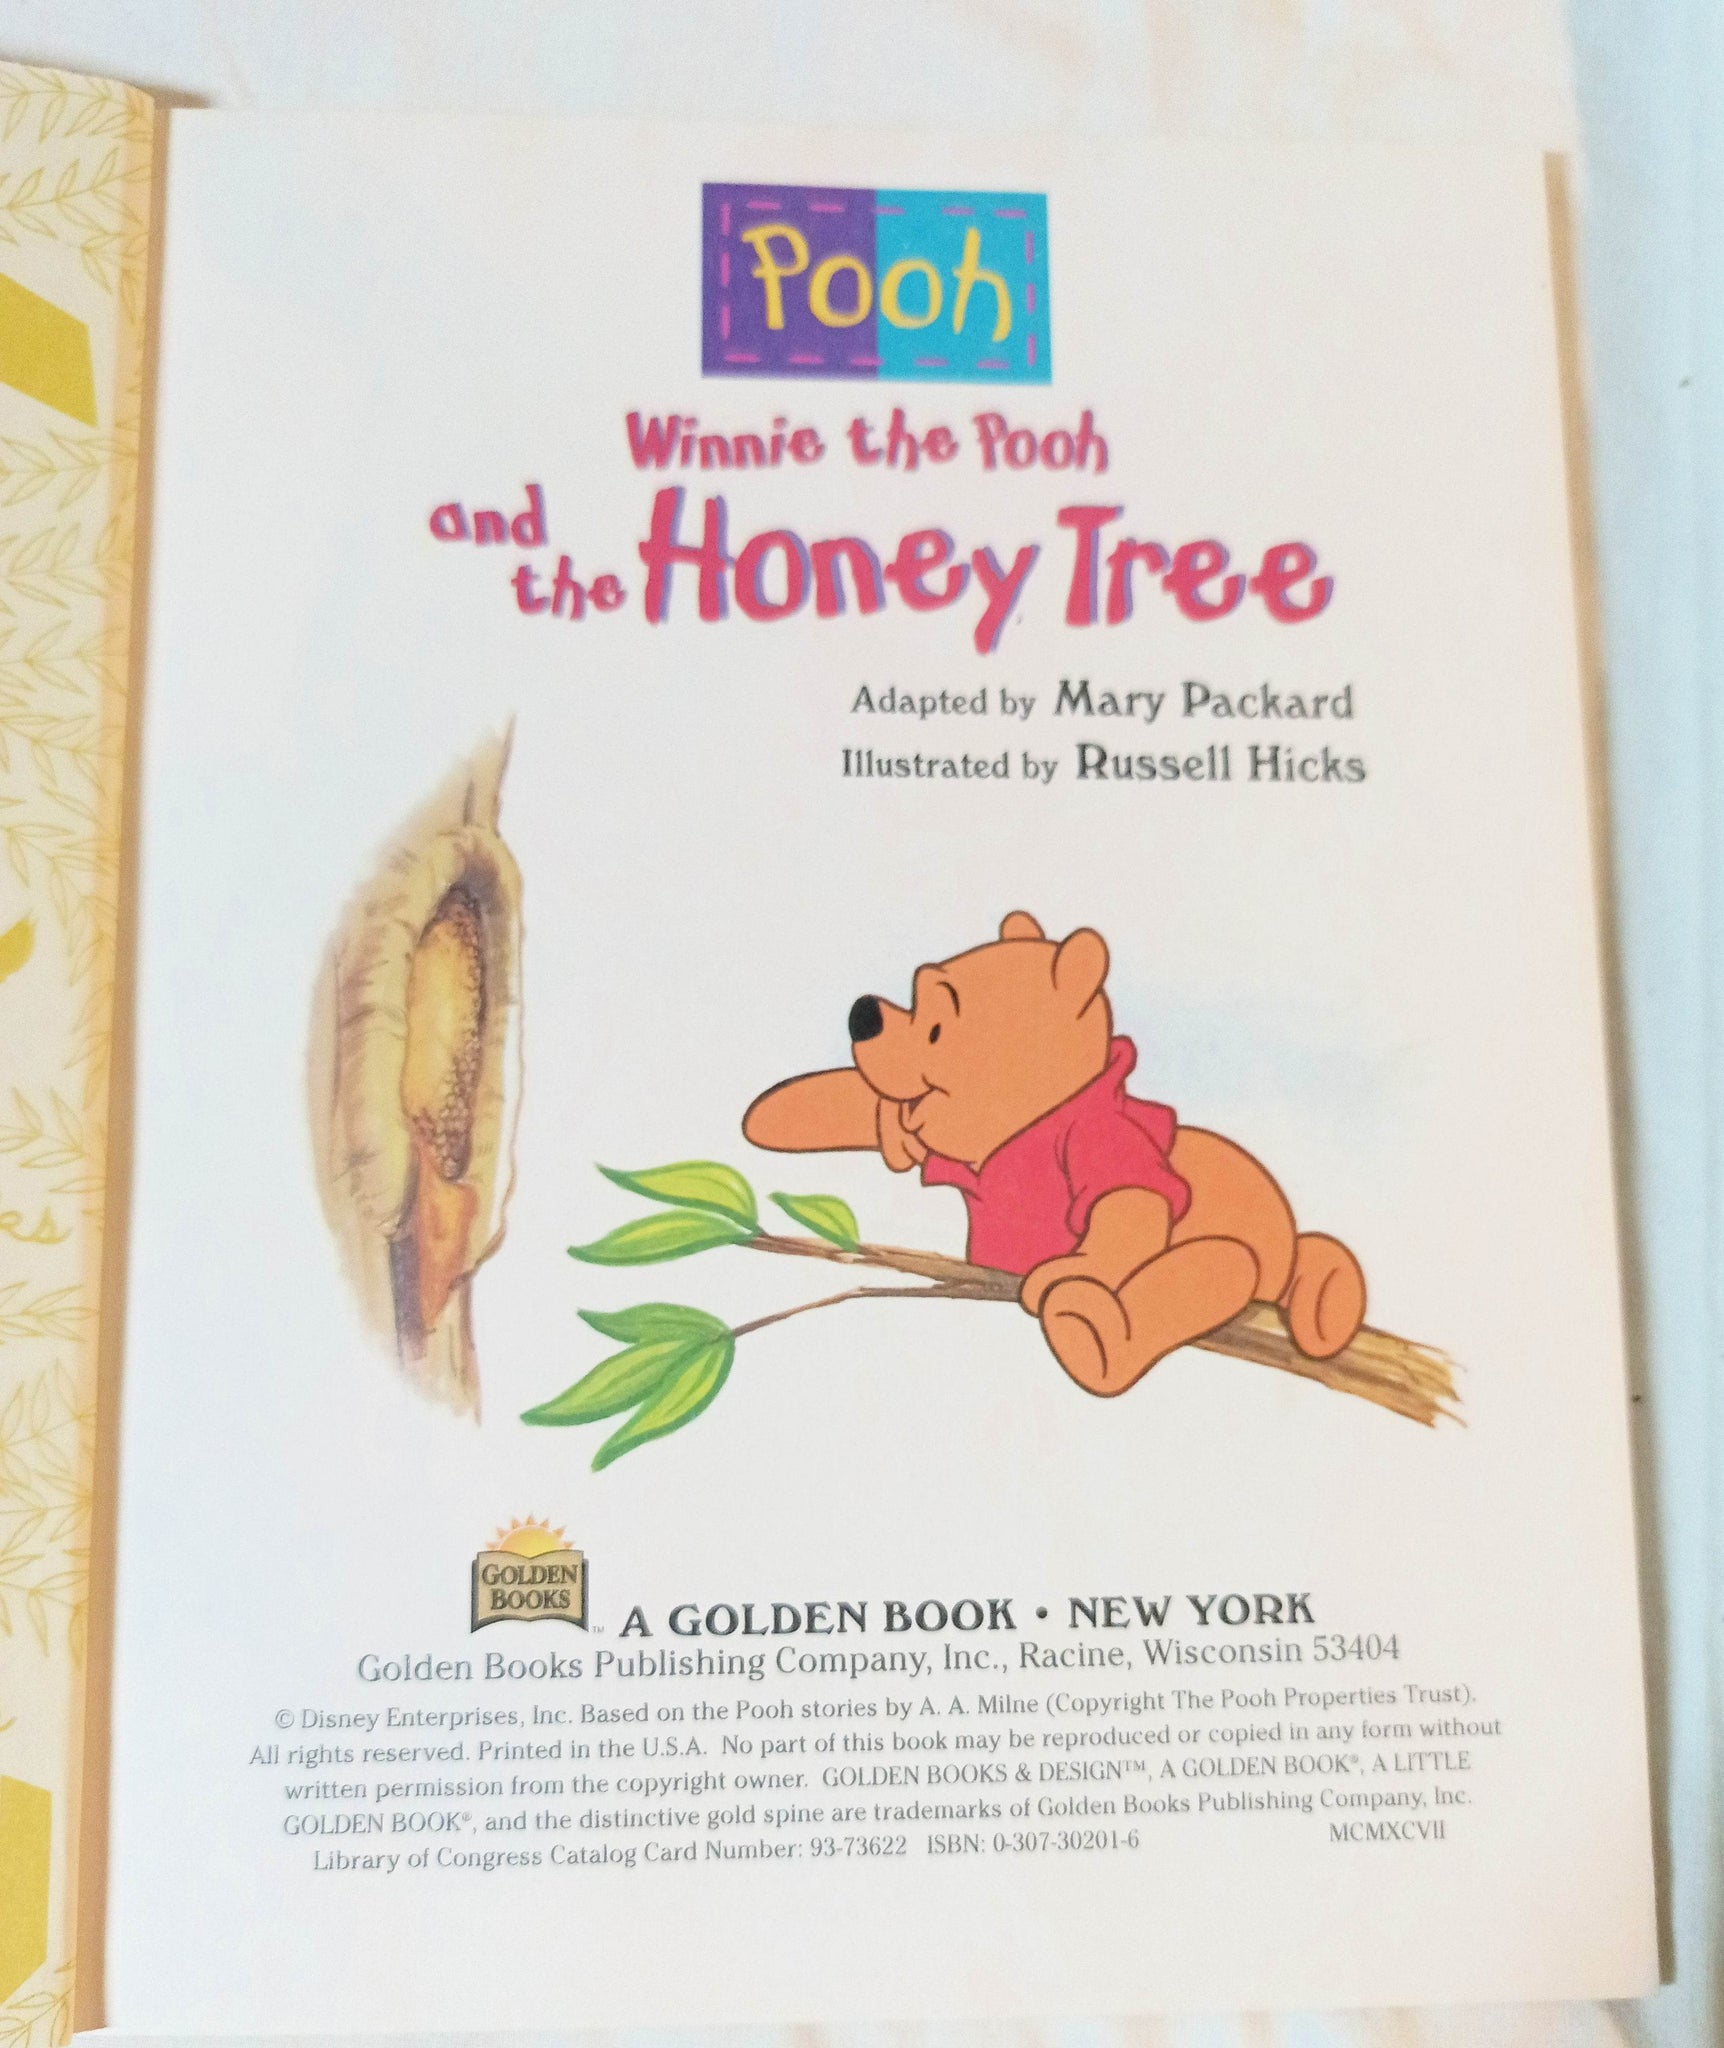 Pooh
Winnie the Pooh
and
the Honey Tree
Adapted by Mary Packard
Illustrated by Russell Hicks
GOLDEN
BOOKS
™
A GOLDEN BOOK • NEW YORK
Golden Books Publishing Company, Inc., Racine, Wisconsin 53404
© Disney Enterprises, Inc. Based on the Pooh stories by A. A. Milne (Copyright The Pooh Properties Trust).
All rights reserved. Printed in the U.S.A. No part of this book may be reproduced or copied in any form without
written permission from the copyright owner. GOLDEN BOOKS & DESIGN™, A GOLDEN BOOK®, A LITTLE
GOLDEN BOOK®, and the distinctive gold spine are trademarks of Golden Books Publishing Company, Inc.
Library of Congress Catalog Card Number: 93-73622 ISBN: 0-307-30201-6 MCMXCVII